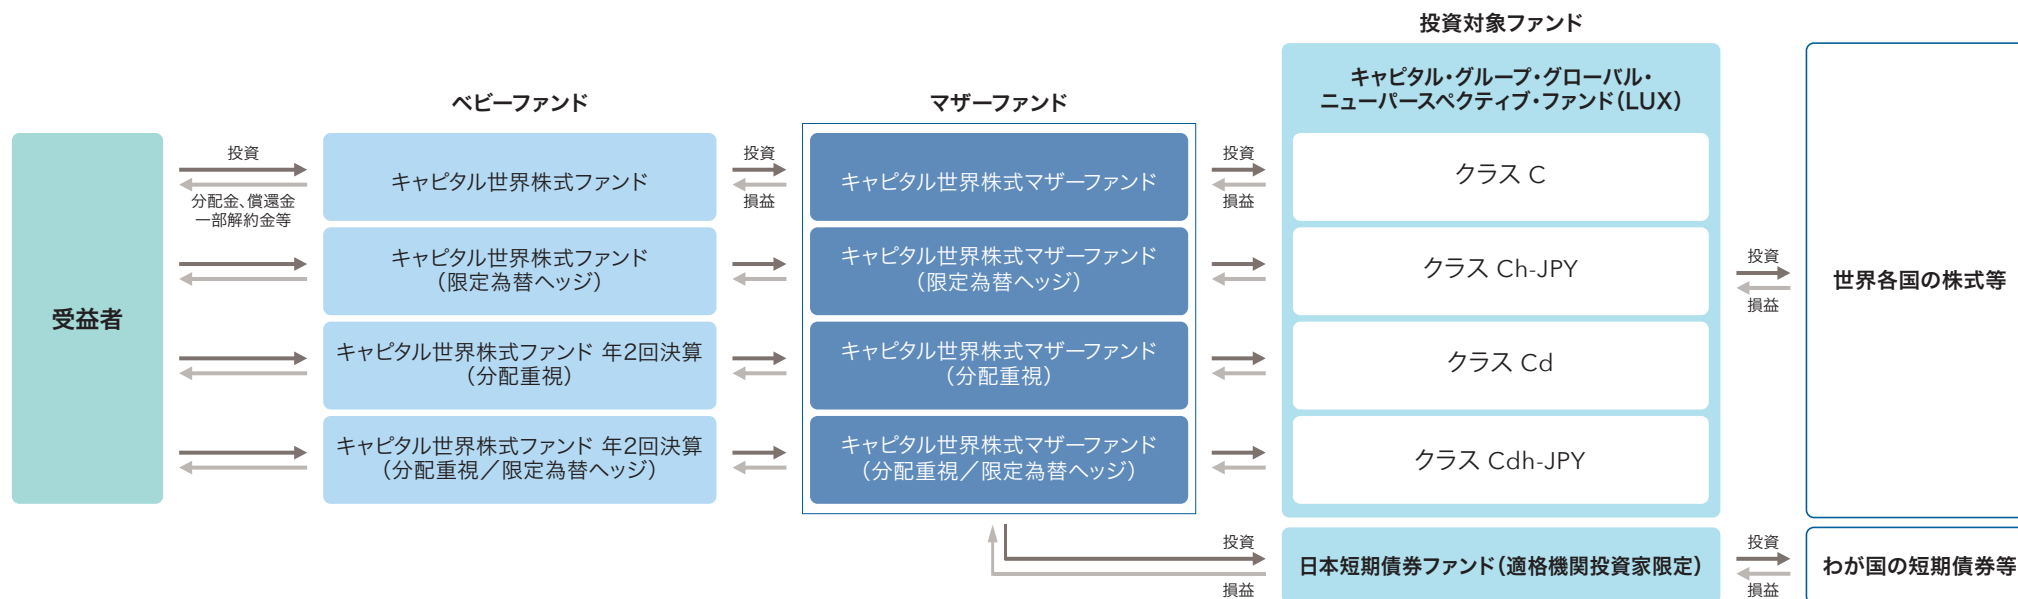 投資対象ファンド
ベビーファンド
マザーファンド
キャピタル・グループ・グローバル・
ニューパースペクティブ・ファンド（LUX）
受益者
投資
分配金、償還金
一部解約金等
キャピタル世界株式ファンド
投資
損益
キャピタル世界株式マザーファンド
投資
損益
クラス C
キャピタル世界株式ファンド
（限定為替ヘッジ）
キャピタル世界株式マザーファンド
（限定為替ヘッジ）
クラス Ch-JPY
キャピタル世界株式ファンド 年2回決算
（分配重視）
キャピタル世界株式マザーファンド
（分配重視）
クラス Cd
キャピタル世界株式ファンド 年2回決算
（分配重視／限定為替ヘッジ）
キャピタル世界株式マザーファンド
（分配重視／限定為替ヘッジ）
クラス Cdh-JPY
投資
損益
世界各国の株式等
投資
損益
日本短期債券ファンド（適格機関投資家限定）
投資
損益
わが国の短期債券等